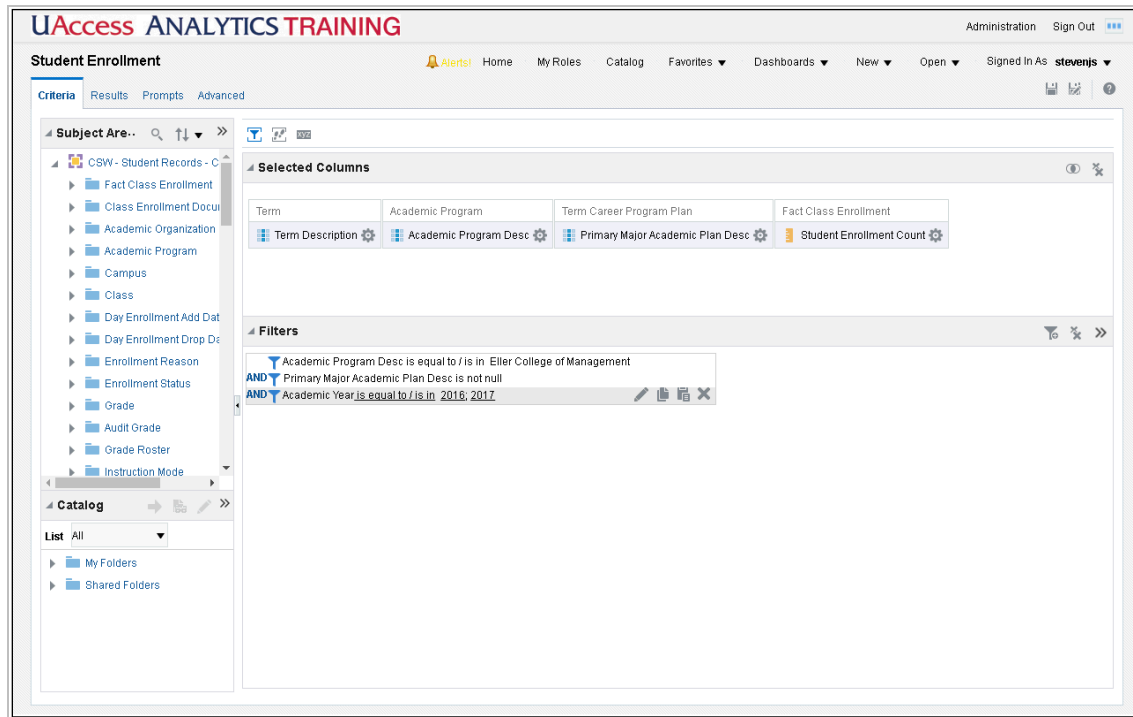 UACCESS ANALYTICS TRAINING
Administration Sign Out
Student Enrollment
Alerts! Home My Roles Catalog Favorites Dashboards New Open Signed In As stevenjs
Criteria Results Prompts Advanced
Subject Are..
CSW - Student Records - C
Fact Class Enrollment
Class Enrollment Docu
Academic Organization
Academic Program
Campus
Class
Day Enrollment Add Dat
Day Enrollment Drop Da
Enrollment Reason
Enrollment Status
Grade
Audit Grade
Grade Roster
Instruction Mode
Catalog
List All
My Folders
Shared Folders
xyz
Selected Columns
Term Academic Program Term Career Program Plan Fact Class Enrollment
Term Description Academic Program Desc Primary Major Academic Plan Desc Student Enrollment Count
Filters
Academic Program Desc is equal to / is in Eller College of Management
AND Primary Major Academic Plan Desc is not null
AND Academic Year is equal to / is in 2016; 2017